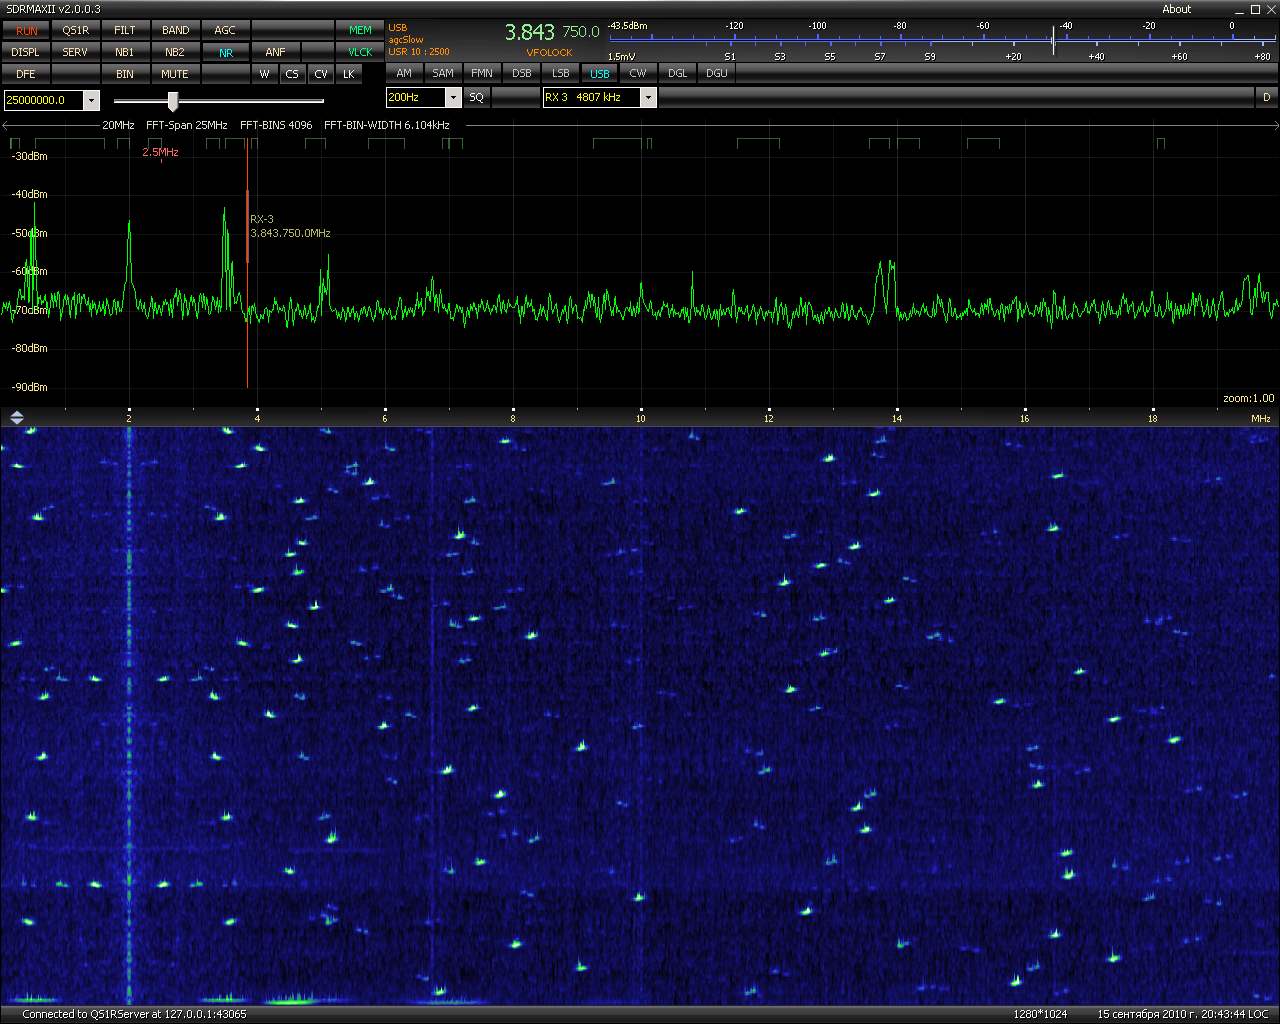 SDRMAXII v2.0.0.3 About
RUN QS1R FILT BAND AGC MEM
DISPL SERV NB1 NB2 NR ANF VLCK
DFE BIN MUTE W CS CV LK
25000000.0
USB
agcSlow
USR 10 : 2500
3.843 750.0
VFOLOCK
-43.5dBm -120 -100 -80 -60 -40 -20 0
1.5mV S1 S3 S5 S7 S9 +20 +40 +60 +80
AM SAM FMN DSB LSB USB CW DGL DGU
200Hz SQ RX 3 4807 kHz D
20MHz FFT-Span 25MHz FFT-BINS 4096 FFT-BIN-WIDTH 6.104kHz
2.5MHz
-30dBm
-40dBm
RX-3
3.843.750.0MHz
-50dBm
-60dBm
-70dBm
-80dBm
-90dBm
zoom:1.00
2 4 6 8 10 12 14 16 18 MHz
Connected to QS1RServer at 127.0.0.1:43065 1280*1024 15 сентября 2010 г. 20:43:44 LOC